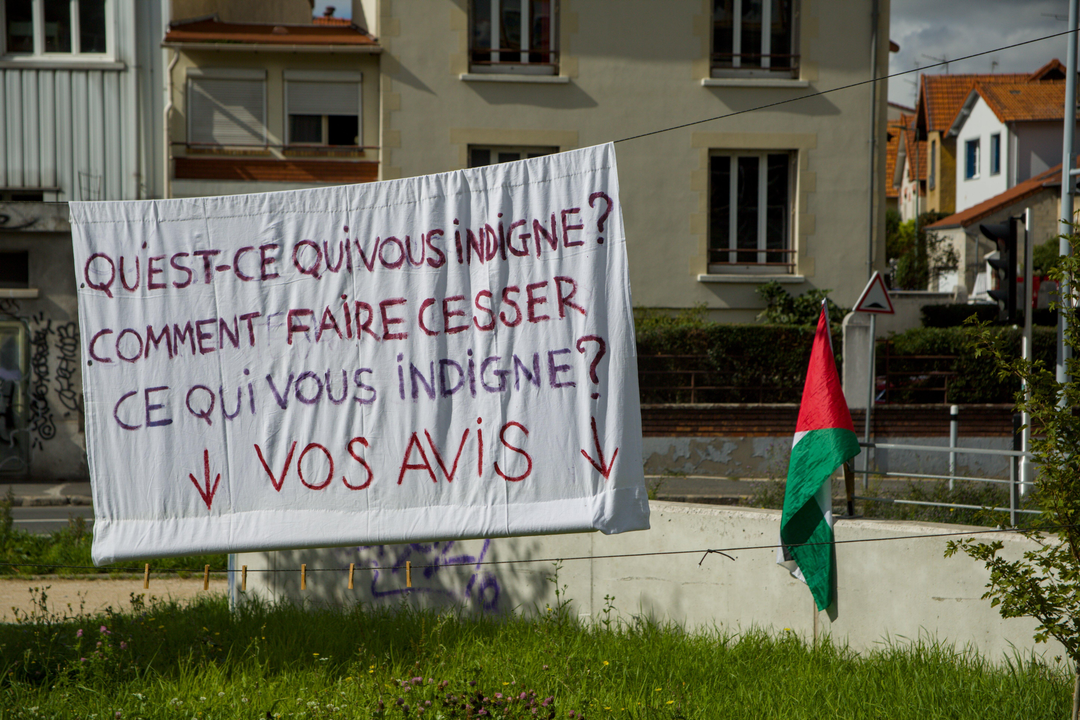 .QU'EST-CE QUI VOUS INDIGNE?
.COMMENT FAIRE CESSER
CE QUI VOUS INDIGNE?
↓ VOS AVIS ↓